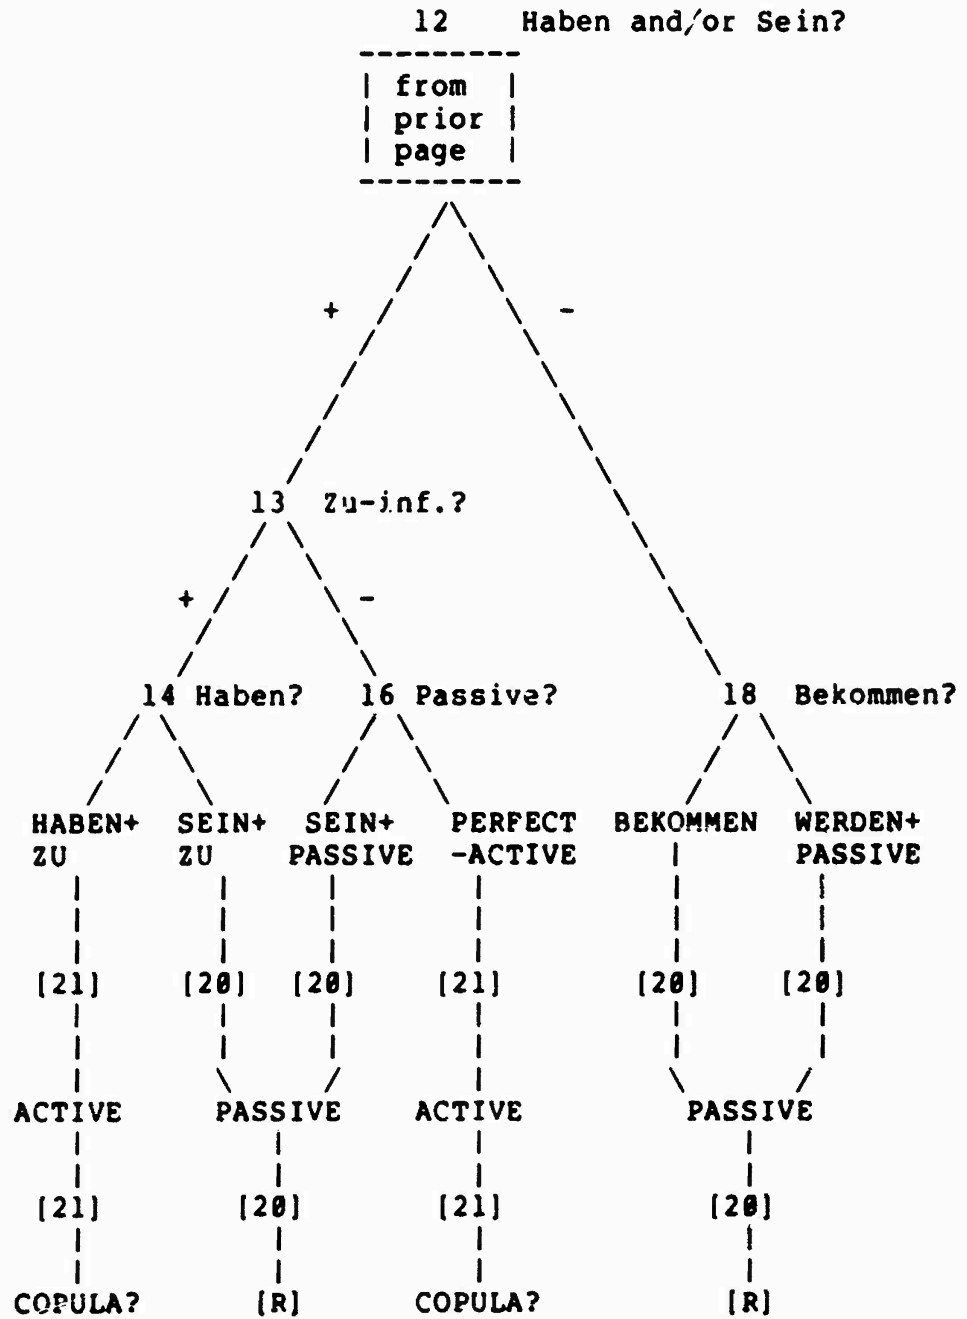 12 Haben and/or Sein?
from
prior
page
+ -
13 Zu-inf.?
+ -
14 Haben? 16 Passive? 18 Bekommen?
HABEN+ SEIN+ SEIN+ PERFECT BEKOMMEN WERDEN+
ZU ZU PASSIVE -ACTIVE PASSIVE
[21] [20] [20] [21] [20] [20]
ACTIVE PASSIVE ACTIVE PASSIVE
[21] [20] [21] [20]
COPULA? [R] COPULA? [R]